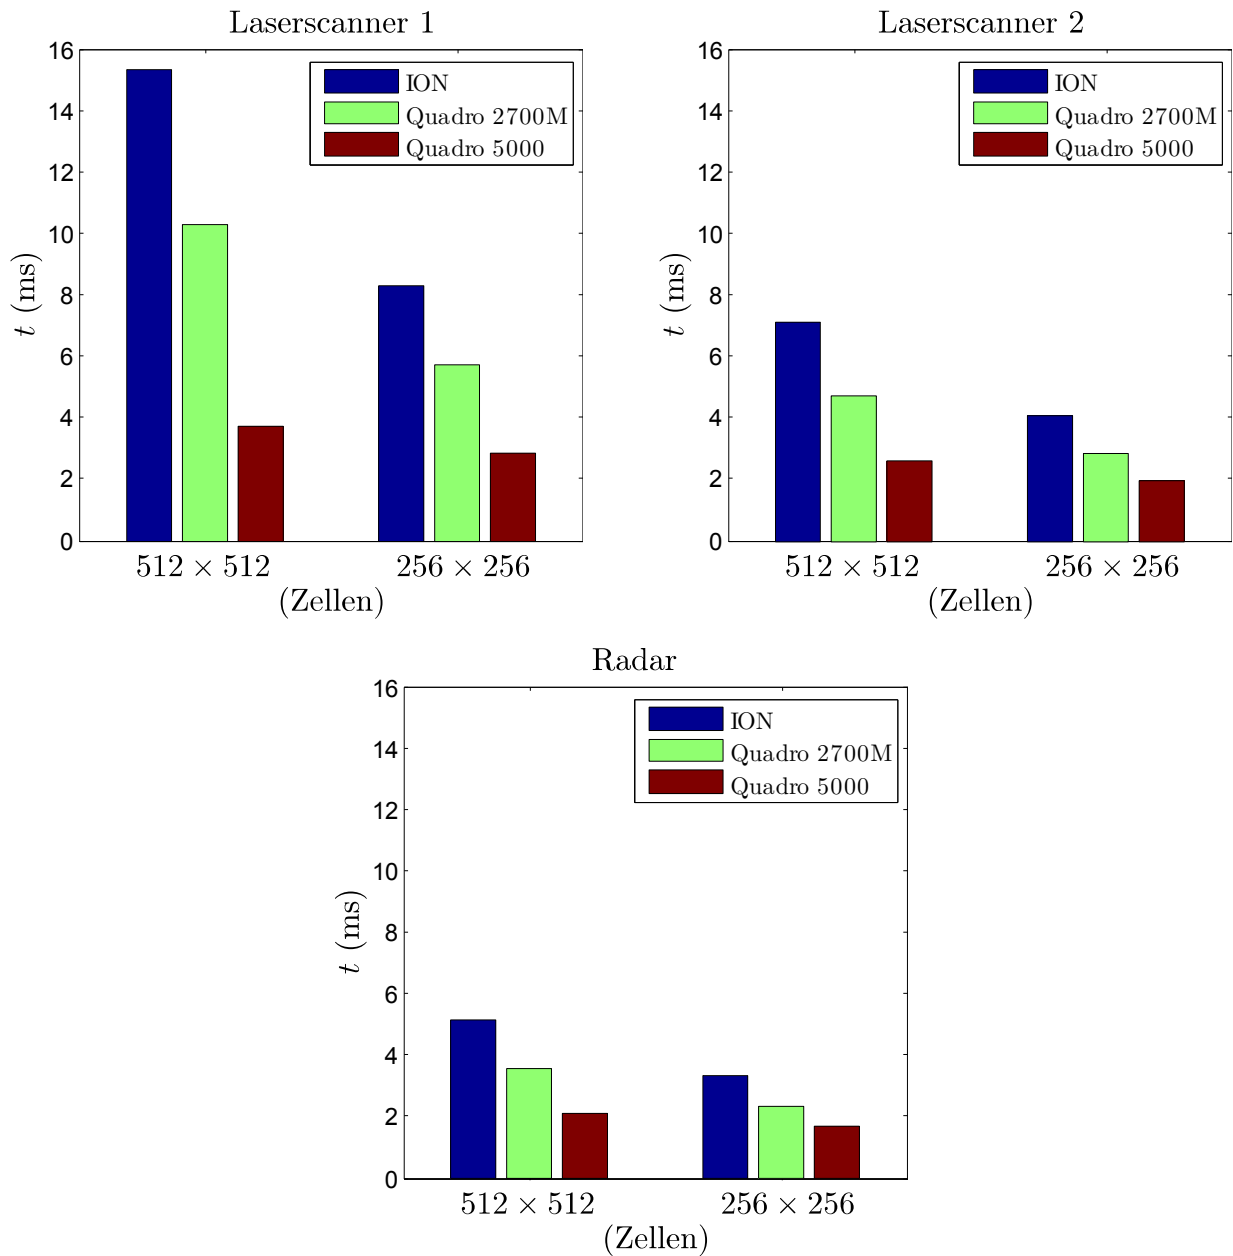 Laserscanner 1
16
14
12
10
8
6
4
2
0
t (ms)
ION
Quadro 2700M
Quadro 5000
512 × 512
256 × 256
(Zellen)
Laserscanner 2
16
14
12
10
8
6
4
2
0
t (ms)
ION
Quadro 2700M
Quadro 5000
512 × 512
256 × 256
(Zellen)
Radar
16
14
12
10
8
6
4
2
0
t (ms)
ION
Quadro 2700M
Quadro 5000
512 × 512
256 × 256
(Zellen)